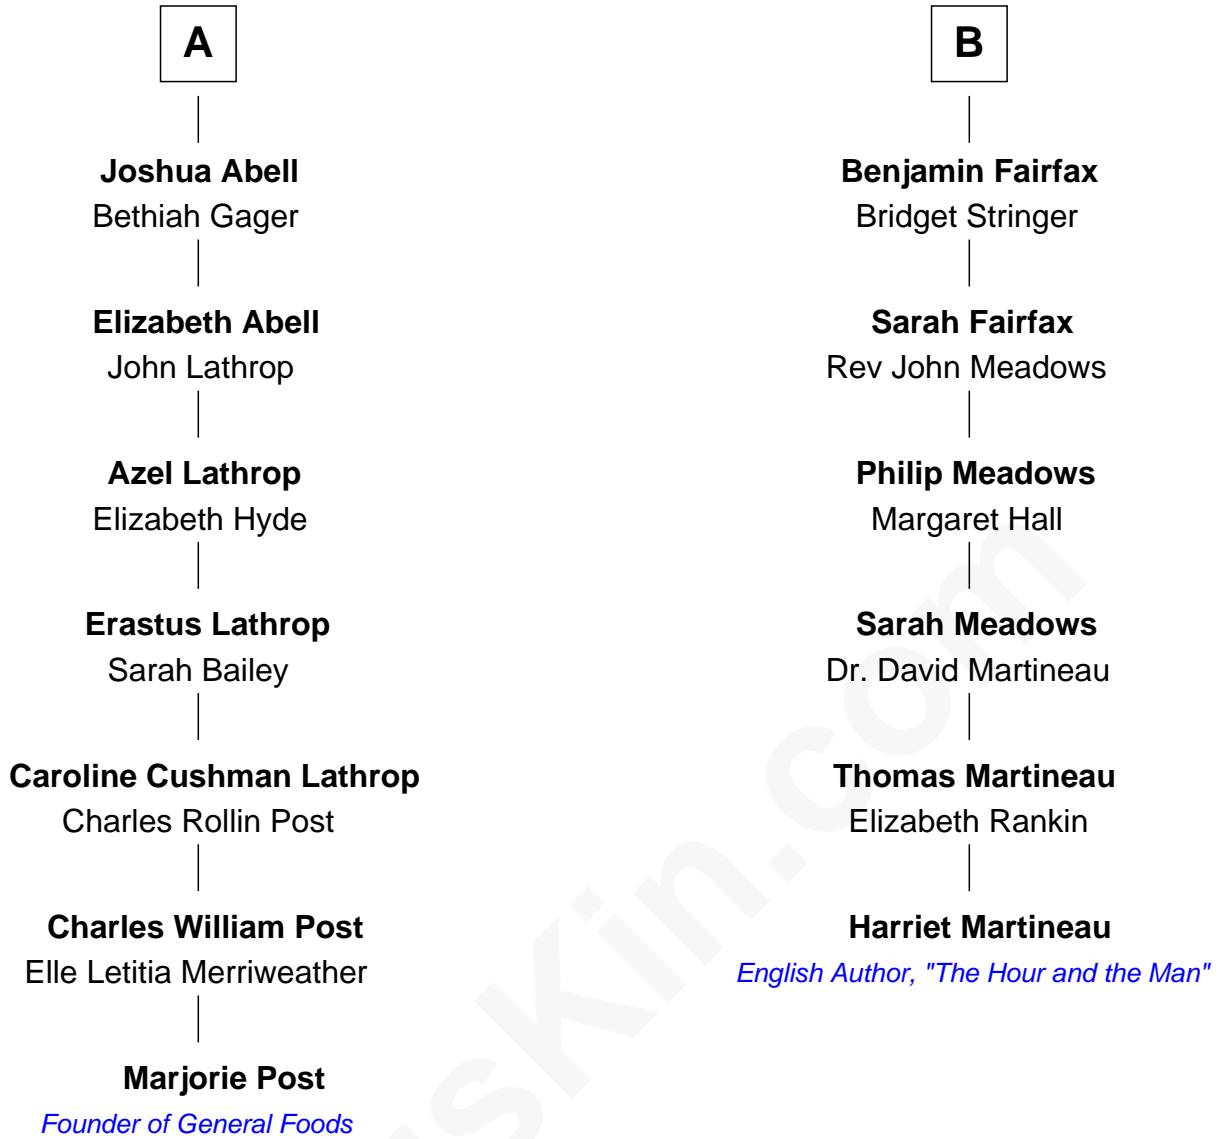 A
Joshua Abell
Bethiah Gager
Elizabeth Abell
John Lathrop
Azel Lathrop
Elizabeth Hyde
Erastus Lathrop
Sarah Bailey
Caroline Cushman Lathrop
Charles Rollin Post
Charles William Post
Elle Letitia Merriweather
Marjorie Post
Founder of General Foods
B
Benjamin Fairfax
Bridget Stringer
Sarah Fairfax
Rev John Meadows
Philip Meadows
Margaret Hall
Sarah Meadows
Dr. David Martineau
Thomas Martineau
Elizabeth Rankin
Harriet Martineau
English Author, "The Hour and the Man"